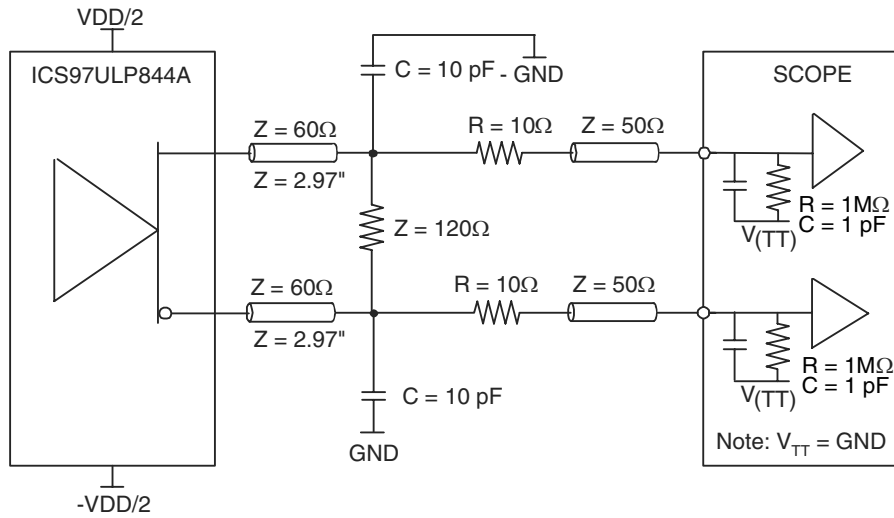 VDD/2
ICS97ULP844A
C = 10 pF
- GND
SCOPE
Z = 60Ω
R = 10Ω
Z = 50Ω
Z = 2.97"
R = 1MΩ
C = 1 pF
V(TT)
Z = 120Ω
Z = 60Ω
R = 10Ω
Z = 50Ω
Z = 2.97"
R = 1MΩ
C = 1 pF
V(TT)
C = 10 pF
GND
Note: VTT = GND
-VDD/2